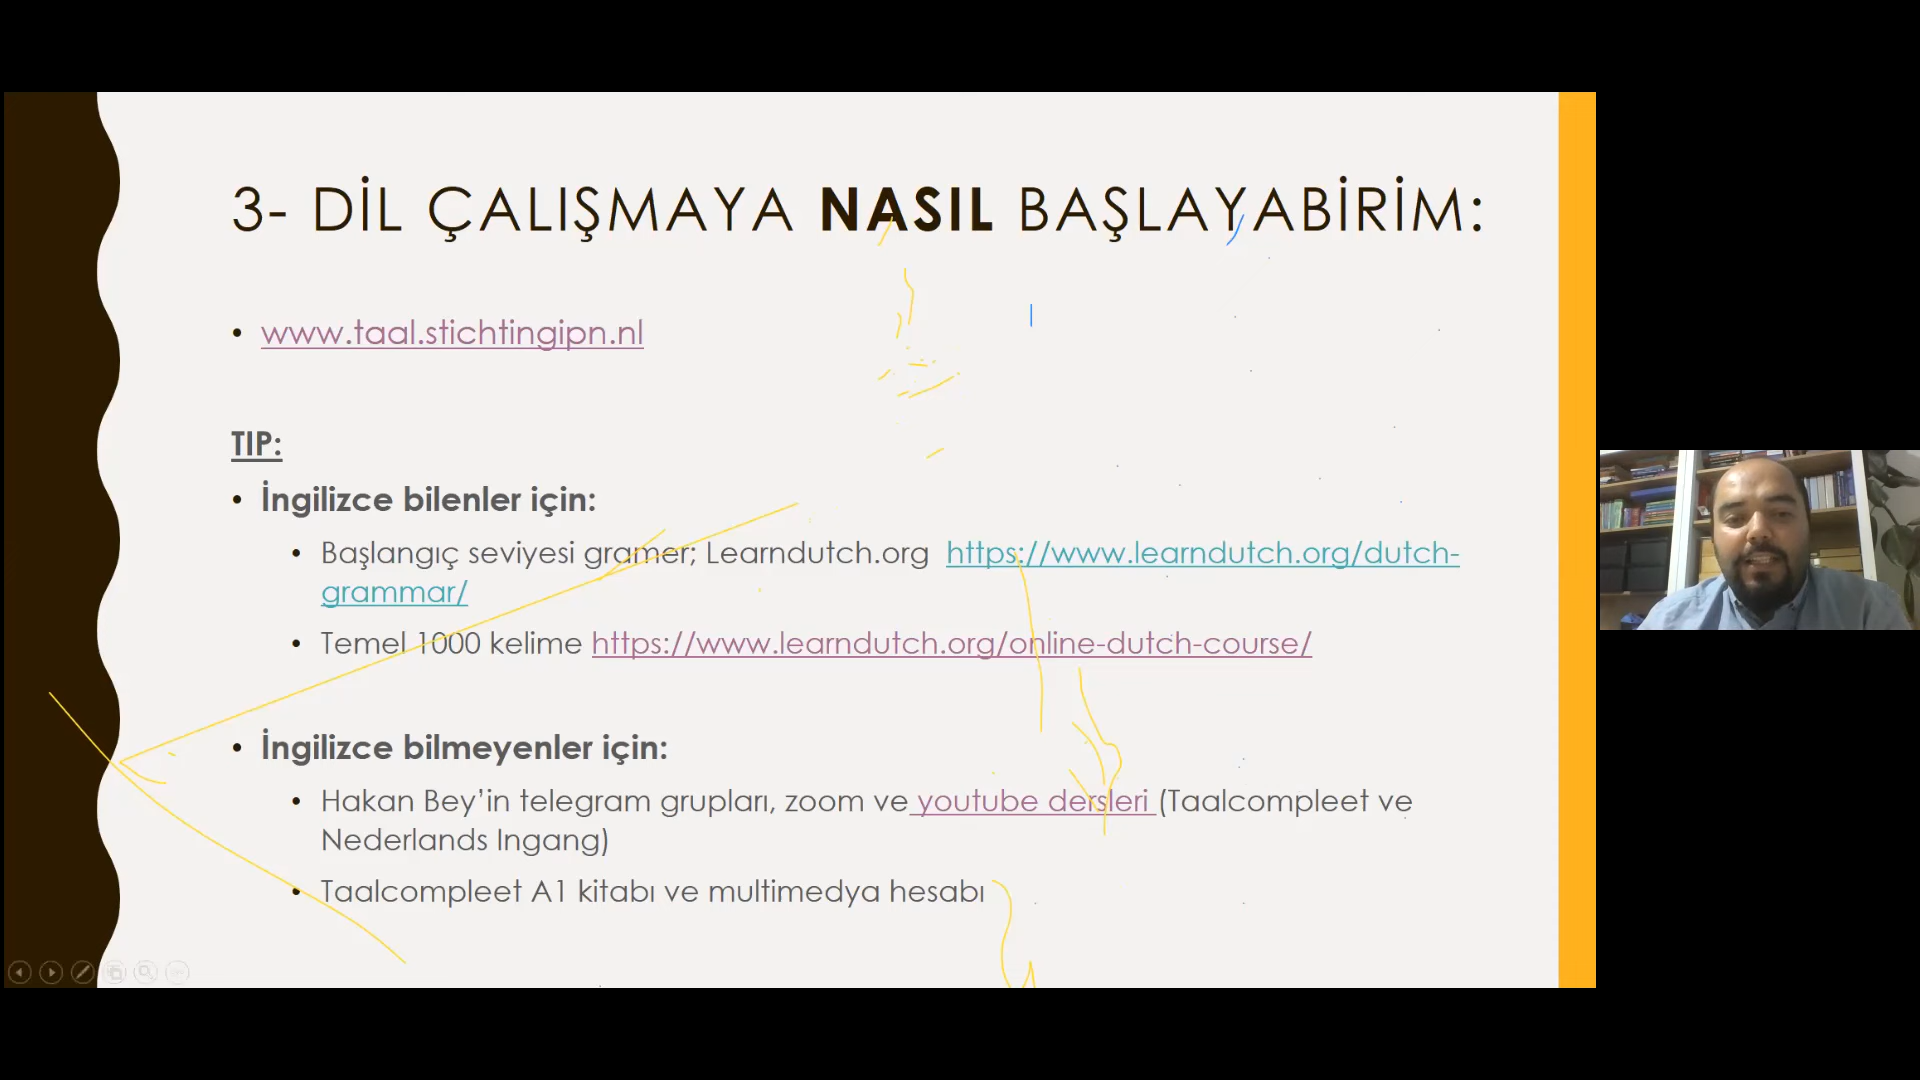 3- DİL ÇALIŞMAYA NASIL BAŞLAYABİRİM:
• www.taal.stichtingipn.nl
TIP:
• İngilizce bilenler için:
• Başlangıç seviyesi gramer; Learndutch.org https://www.learndutch.org/dutch-
grammar/
• Temel 1000 kelime https://www.learndutch.org/online-dutch-course/
• İngilizce bilmeyenler için:
• Hakan Bey’in telegram grupları, zoom ve youtube dersleri (Taalcompleet ve
Nederlands Ingang)
• Taalcompleet A1 kitabı ve multimedya hesabı